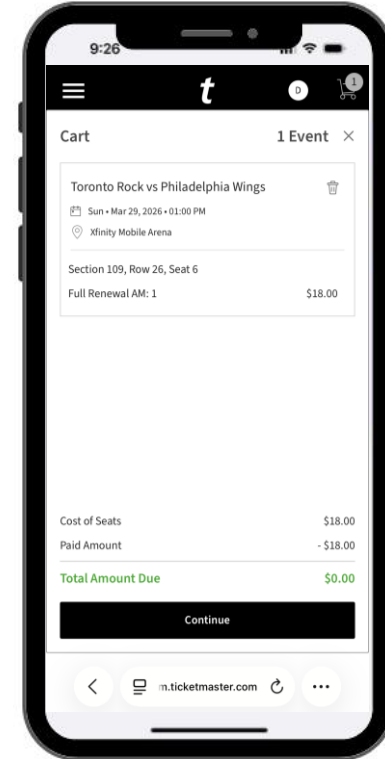 9:26
t
D
1
Cart 1 Event ×
Toronto Rock vs Philadelphia Wings
Sun • Mar 29, 2026 • 01:00 PM
Xfinity Mobile Arena
Section 109, Row 26, Seat 6
Full Renewal AM: 1 $18.00
Cost of Seats $18.00
Paid Amount - $18.00
Total Amount Due $0.00
Continue
m.ticketmaster.com